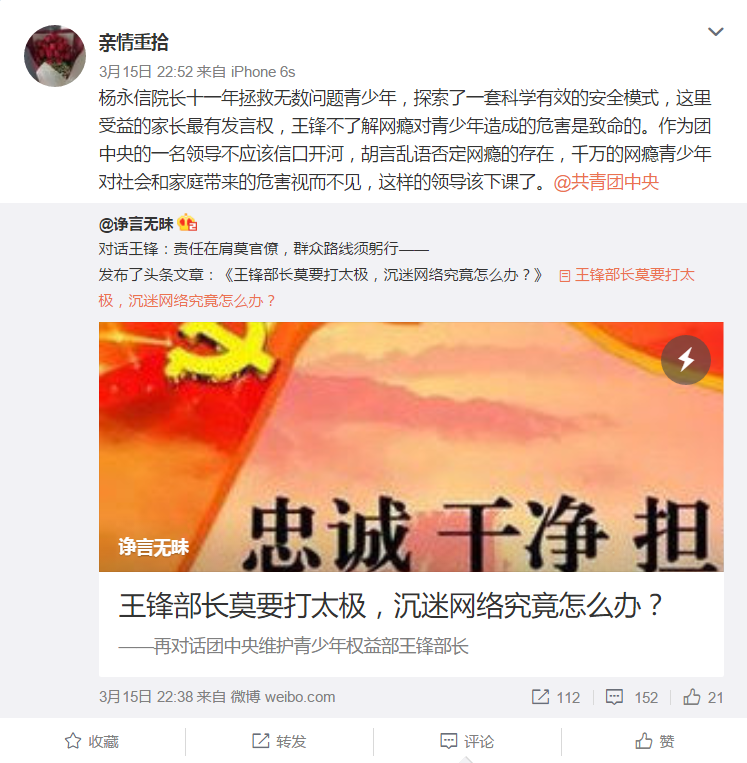 亲情重拾
3月15日 22:52 来自 iPhone 6s
杨永信院长十一年拯救无数问题青少年，探索了一套科学有效的安全模式，这里
受益的家长最有发言权，王锋不了解网瘾对青少年造成的危害是致命的。作为团
中央的一名领导不应该信口开河，胡言乱语否定网瘾的存在，千万的网瘾青少年
对社会和家庭带来的危害视而不见，这样的领导该下课了。@共青团中央
@诤言无昧
对话王锋：责任在肩莫官僚，群众路线须躬行——
发布了头条文章：《王锋部长莫要打太极，沉迷网络究竟怎么办？》 王锋部长莫要打太
极，沉迷网络究竟怎么办？
忠诚 干净 担
诤言无昧
王锋部长莫要打太极，沉迷网络究竟怎么办？
——再对话团中央维护青少年权益部王锋部长
3月15日 22:38 来自 微博 weibo.com 112 152 21
收藏 转发 评论 赞